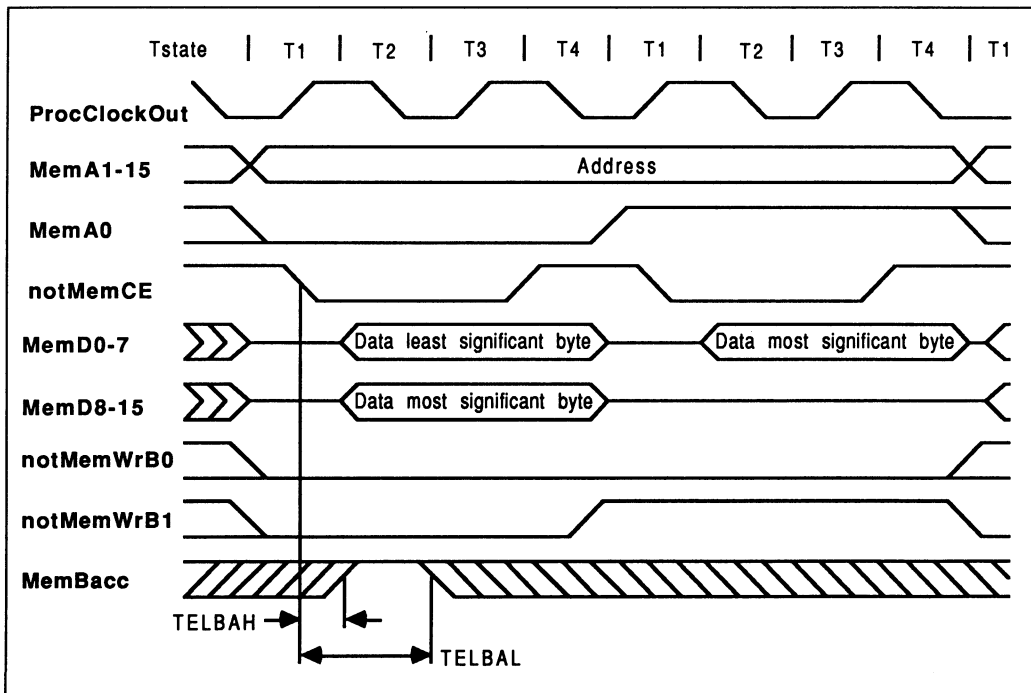 Tstate | T1 | T2 | T3 | T4 | T1 | T2 | T3 | T4 | T1
ProcClockOut
MemA1-15 Address
MemA0
notMemCE
MemD0-7 Data least significant byte Data most significant byte
MemD8-15 Data most significant byte
notMemWrB0
notMemWrB1
MemBacc
TELBAH
TELBAL